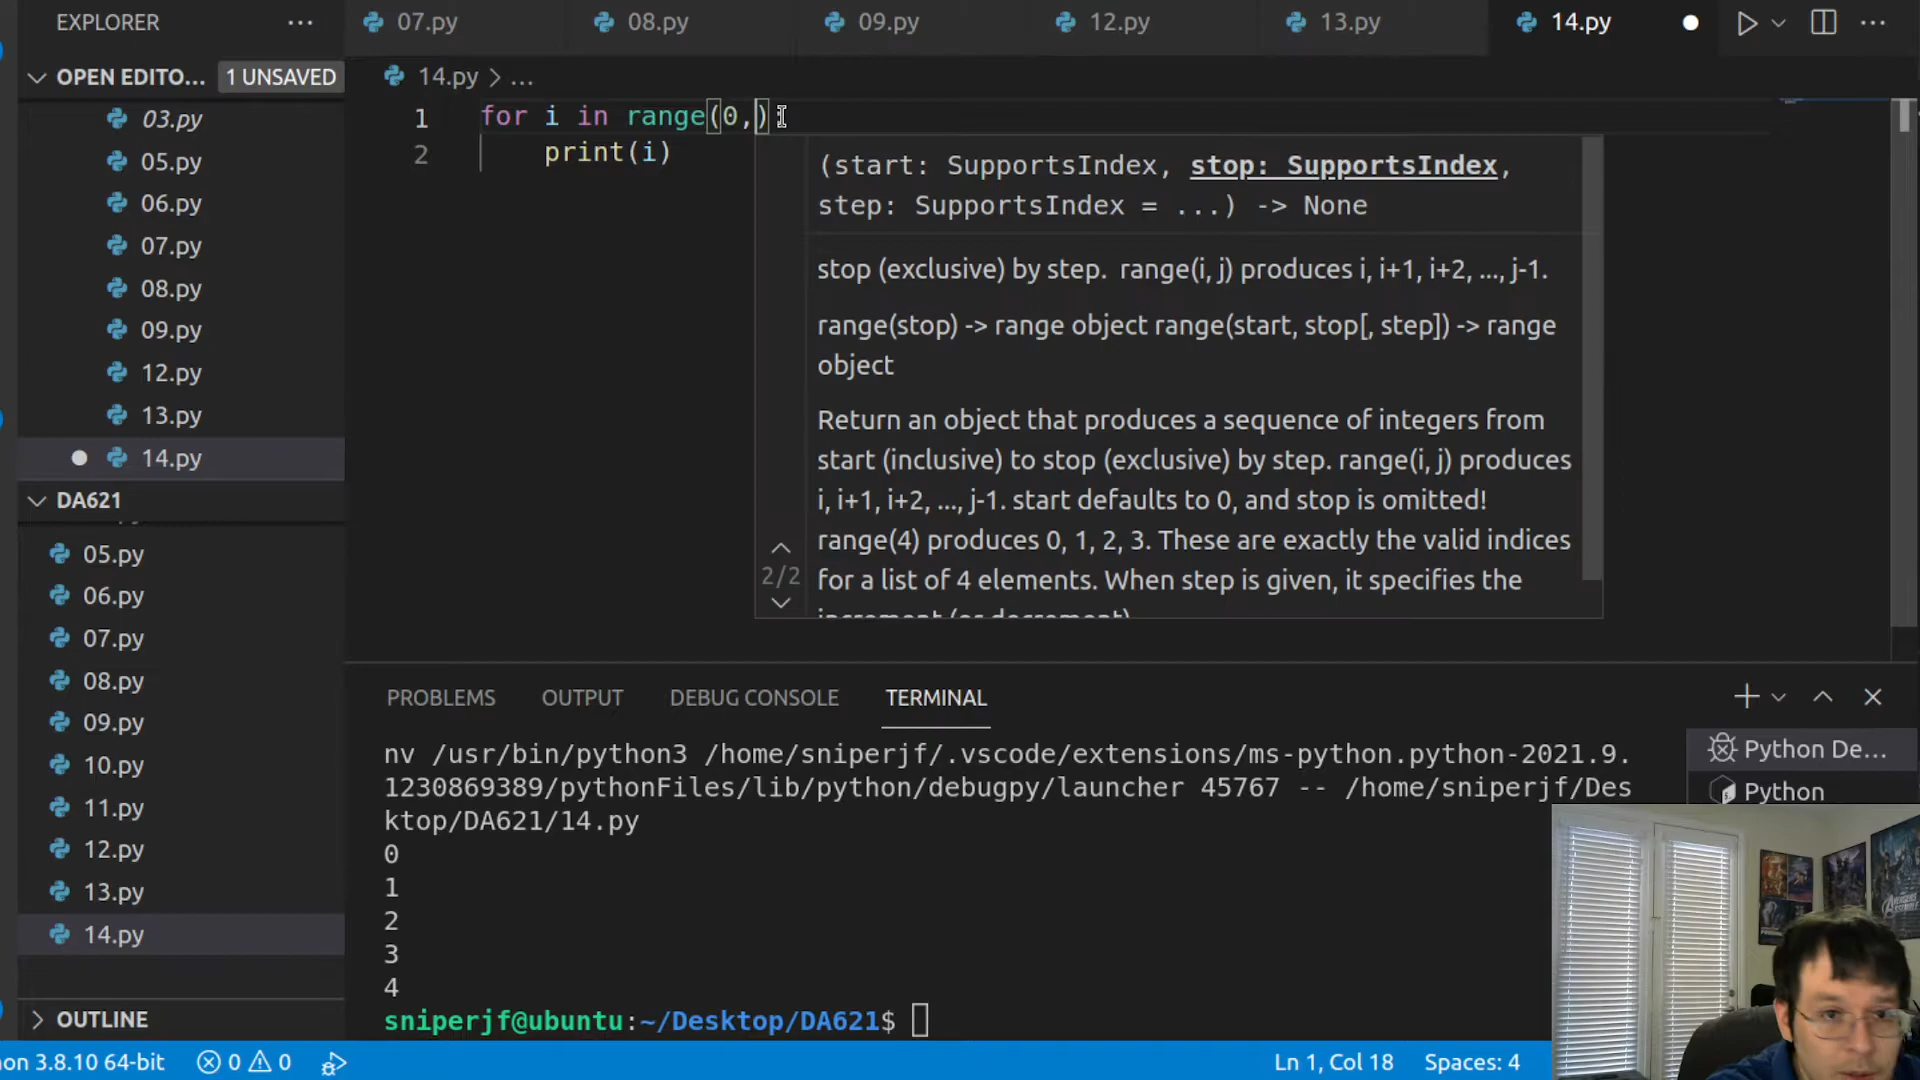 EXPLORER
07.py 08.py 09.py 12.py 13.py 14.py
OPEN EDITO... 1 UNSAVED
03.py
05.py
06.py
07.py
08.py
09.py
12.py
13.py
14.py
DA621
05.py
06.py
07.py
08.py
09.py
10.py
11.py
12.py
13.py
14.py
OUTLINE
14.py > ...
1 for i in range(0,)
2 print(i)
(start: SupportsIndex, stop: SupportsIndex,
step: SupportsIndex = ...) -> None
stop (exclusive) by step. range(i, j) produces i, i+1, i+2, ..., j-1.
range(stop) -> range object range(start, stop[, step]) -> range
object
Return an object that produces a sequence of integers from
start (inclusive) to stop (exclusive) by step. range(i, j) produces
i, i+1, i+2, ..., j-1. start defaults to 0, and stop is omitted!
range(4) produces 0, 1, 2, 3. These are exactly the valid indices
2/2
for a list of 4 elements. When step is given, it specifies the
increment (or decrement).
PROBLEMS OUTPUT DEBUG CONSOLE TERMINAL
nv /usr/bin/python3 /home/sniperjf/.vscode/extensions/ms-python.python-2021.9.
1230869389/pythonFiles/lib/python/debugpy/launcher 45767 -- /home/sniperjf/Des
ktop/DA621/14.py
0
1
2
3
4
sniperjf@ubuntu:~/Desktop/DA621$
Python De...
Python
AVENGERS
on 3.8.10 64-bit 0 0 Ln 1, Col 18 Spaces: 4